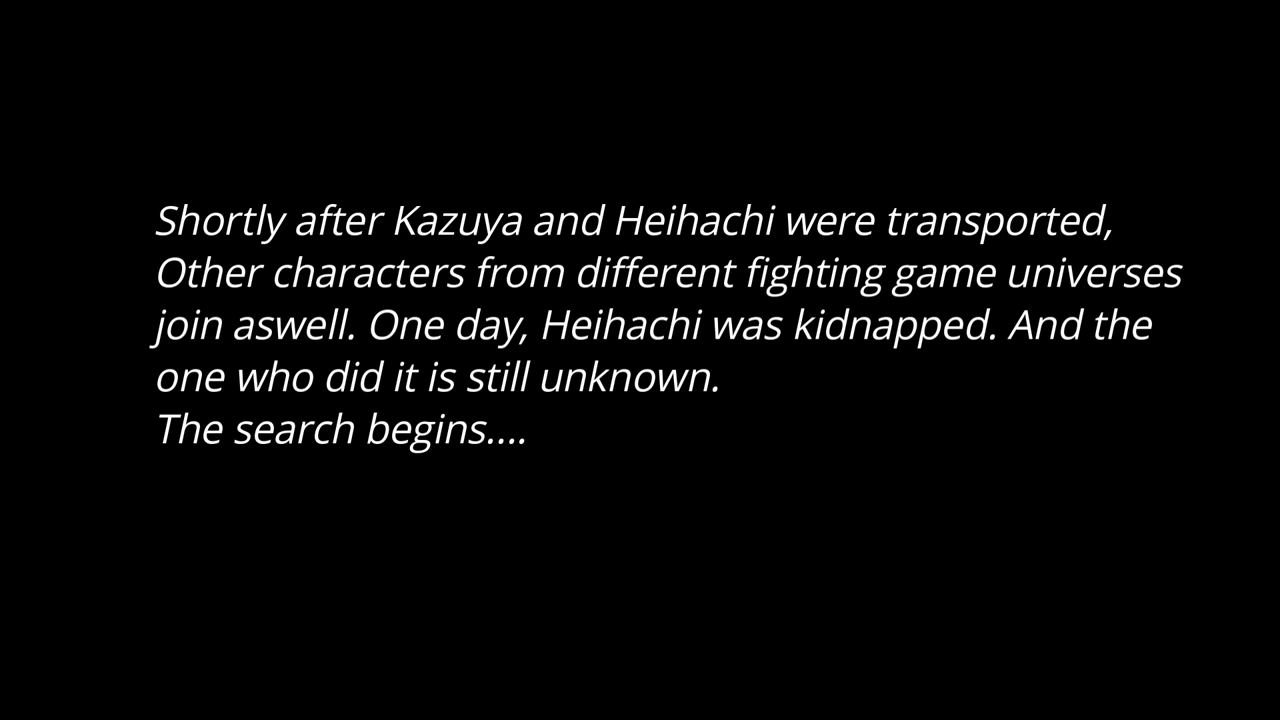 Shortly after Kazuya and Heihachi were transported,
Other characters from different fighting game universes
join aswell. One day, Heihachi was kidnapped. And the
one who did it is still unknown.
The search begins....